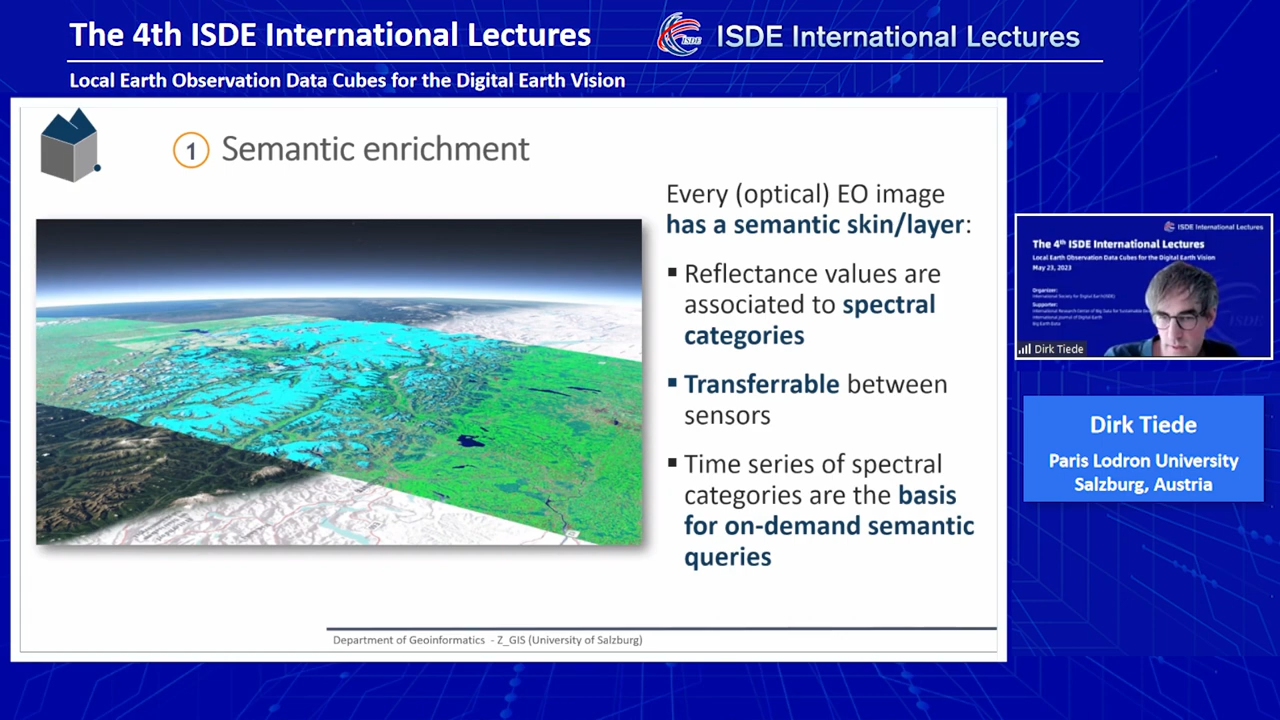 The 4th ISDE International Lectures
ISDE
ISDE International Lectures
Local Earth Observation Data Cubes for the Digital Earth Vision
1 Semantic enrichment
Every (optical) EO image
has a semantic skin/layer:
▪ Reflectance values are
associated to spectral
categories
▪ Transferrable between
sensors
▪ Time series of spectral
categories are the basis
for on-demand semantic
queries
Department of Geoinformatics - Z_GIS (University of Salzburg)
ISDE International Lectures
The 4th ISDE International Lectures
Local Earth Observation Data Cubes for the Digital Earth Vision
May 23, 2023
Organizer:
International Society for Digital Earth(ISDE)
Supporter:
International Research Center of Big Data for Sustainable
International Journal of Digital Earth
Big Earth Data
Dirk Tiede
Dirk Tiede
Paris Lodron University
Salzburg, Austria